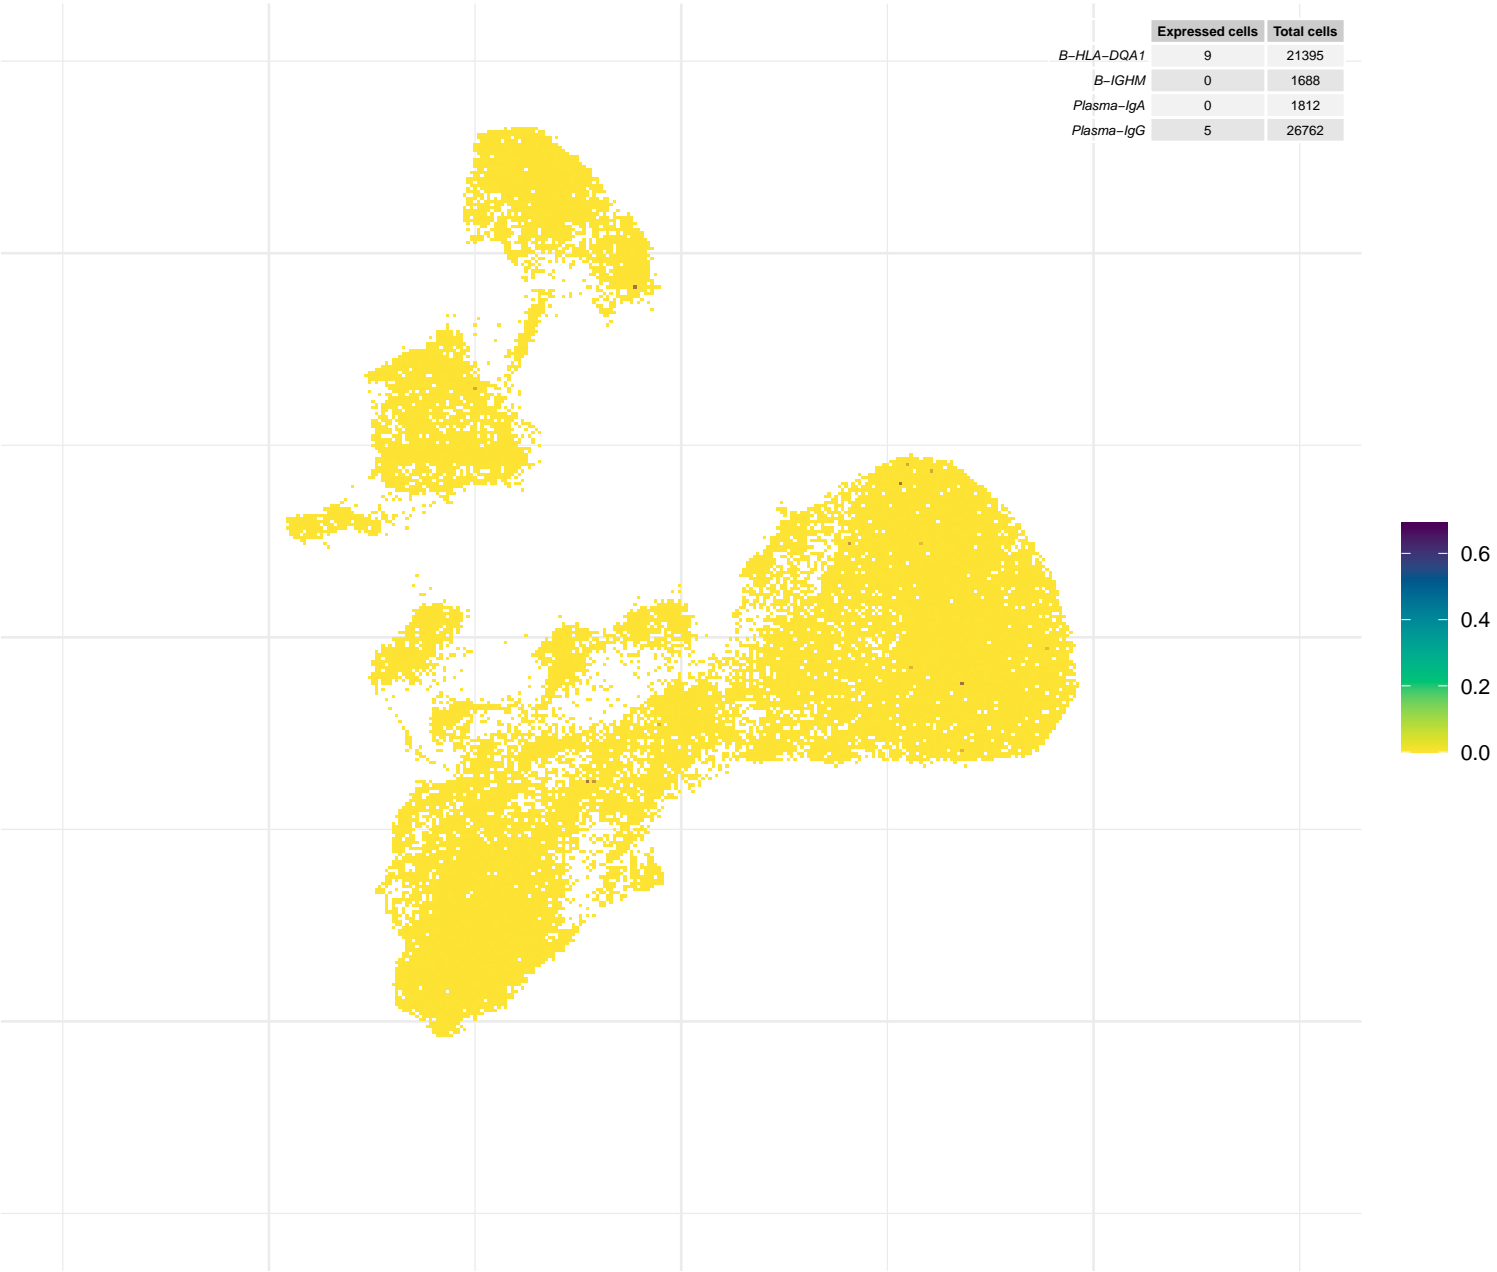 Expressed cells Total cells
B−HLA−DQA1 9 21395
B−IGHM 0 1688
Plasma−IgA 0 1812
Plasma−IgG 5 26762
0.6
0.4
0.2
0.0